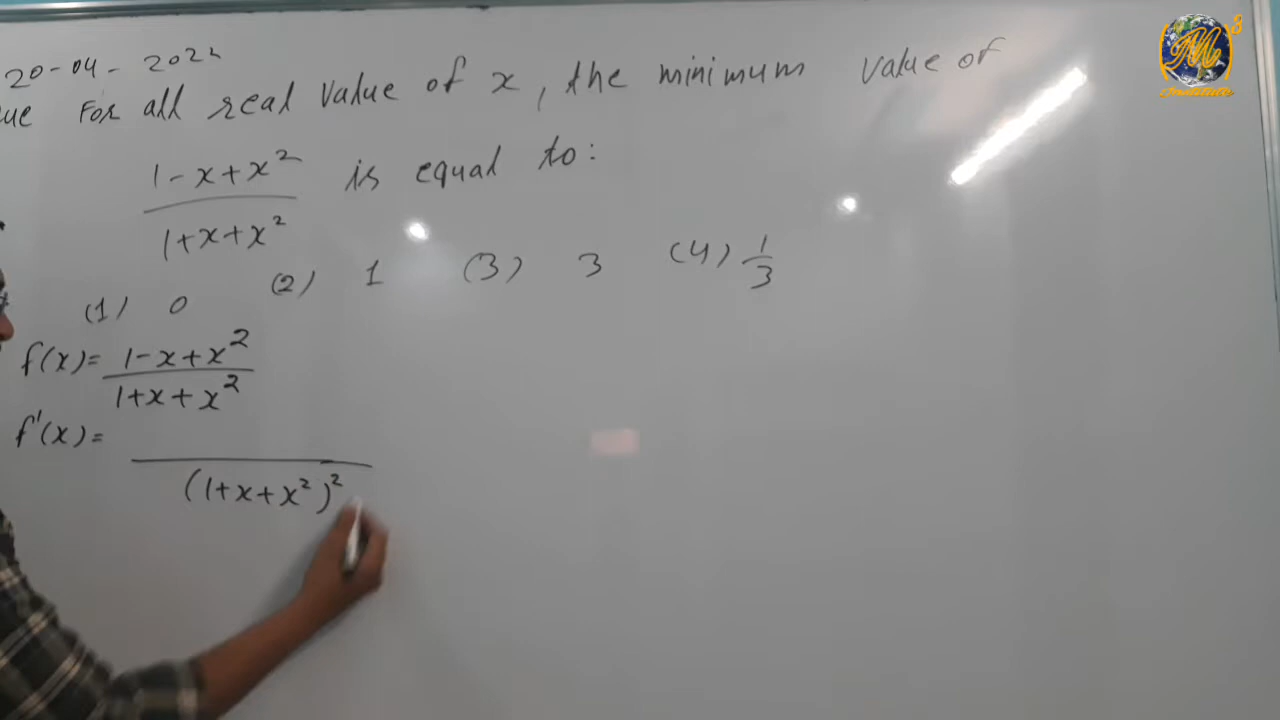 20-04-202
For all real value of x, the minimum value of
1-x+x²
1+x+x²
is equal to:
(1) 0 (2) 1 (3) 3 (4) 1/3
f(x)= 1-x+x²
1+x+x²
f'(x)=
(1+x+x²)²